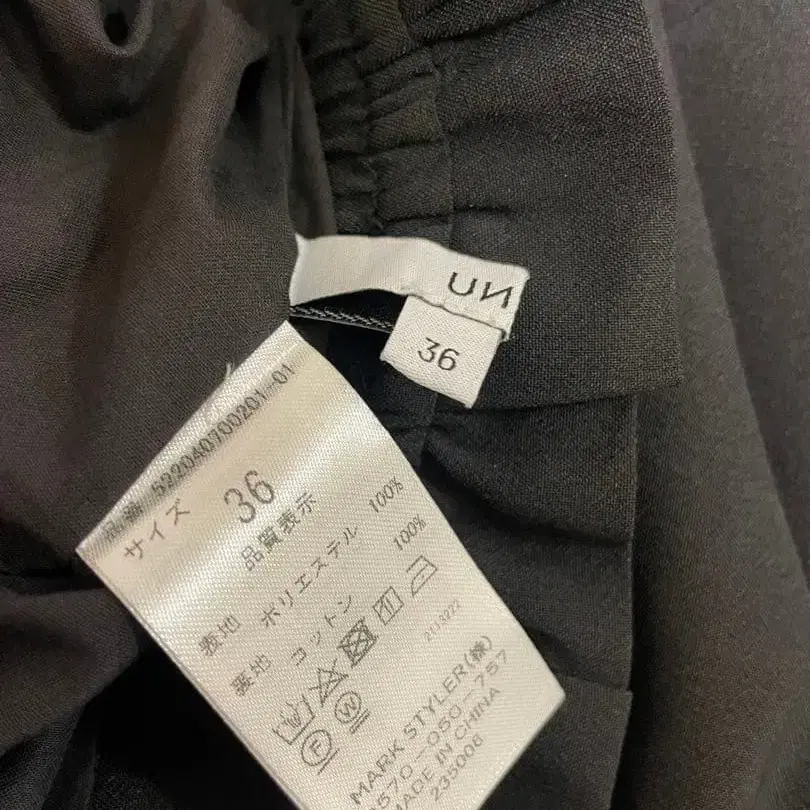 UN
36
品番 522040700201-01
サイズ 36
品質表示
表地 ポリエステル 100%
裏地 コットン 100%
2113222
MARK STYLER(株)
0570-050-757
MADE IN CHINA
235006